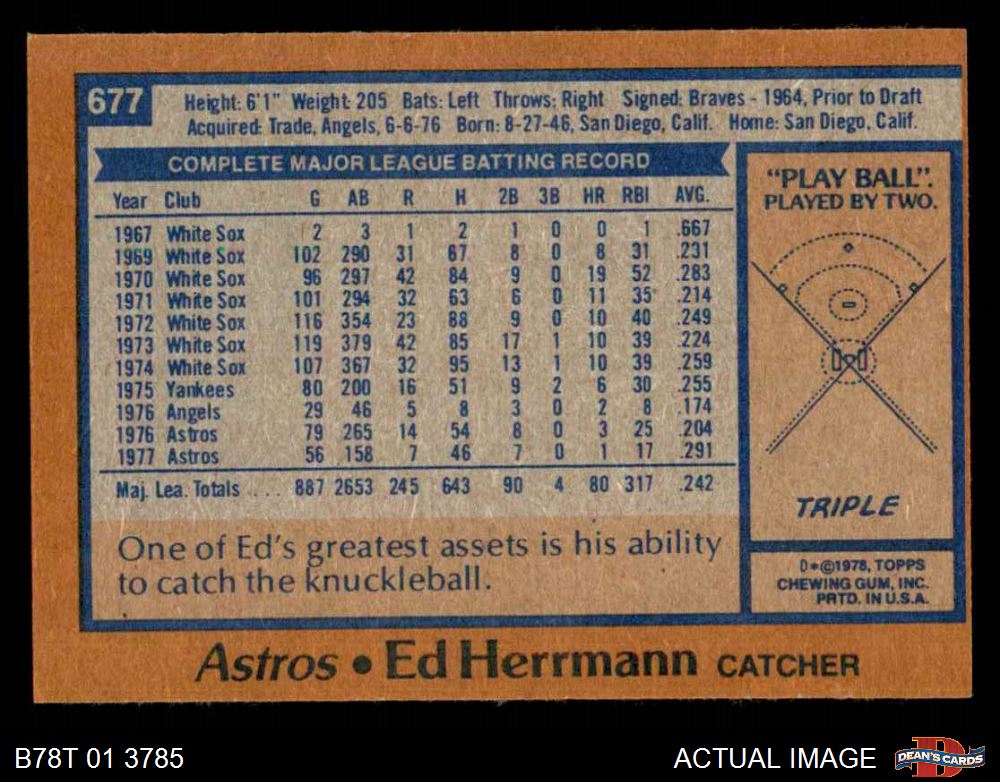 677
Height: 6'1" Weight: 205 Bats: Left Throws: Right Signed: Braves - 1964, Prior to Draft
Acquired: Trade, Angels, 6-6-76 Born: 8-27-46, San Diego, Calif. Home: San Diego, Calif.
COMPLETE MAJOR LEAGUE BATTING RECORD
Year Club G AB R H 2B 3B HR RBI AVG.
1967 White Sox 2 3 1 2 1 0 0 1 .667
1969 White Sox 102 290 31 67 8 0 8 31 .231
1970 White Sox 96 297 42 84 9 0 19 52 .283
1971 White Sox 101 294 32 63 6 0 11 35 .214
1972 White Sox 116 354 23 88 9 0 10 40 .249
1973 White Sox 119 379 42 85 17 1 10 39 .224
1974 White Sox 107 367 32 95 13 1 10 39 .259
1975 Yankees 80 200 16 51 9 2 6 30 .255
1976 Angels 29 46 5 8 3 0 2 8 .174
1976 Astros 79 265 14 54 8 0 3 25 .204
1977 Astros 56 158 7 46 7 0 1 17 .291
Maj. Lea. Totals .... 887 2653 245 643 90 4 80 317 .242
One of Ed's greatest assets is his ability
to catch the knuckleball.
"PLAY BALL".
PLAYED BY TWO.
TRIPLE
D*©1978, TOPPS
CHEWING GUM, INC.
PRTD. IN U.S.A.
Astros • Ed Herrmann CATCHER
B78T 01 3785
ACTUAL IMAGE
D
DEAN'S CARDS